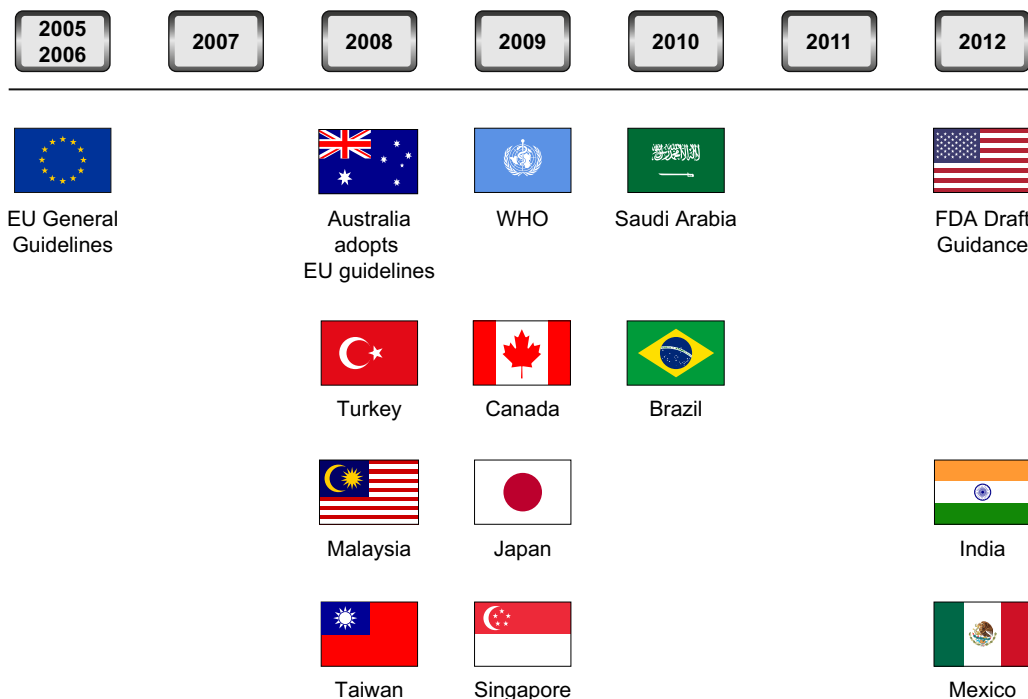 2005
2006
2007
2008
2009
2010
2011
2012
EU General
Guidelines
Australia
adopts
EU guidelines
WHO
Saudi Arabia
FDA Draft
Guidance
Turkey
Canada
Brazil
Malaysia
Japan
India
Taiwan
Singapore
Mexico